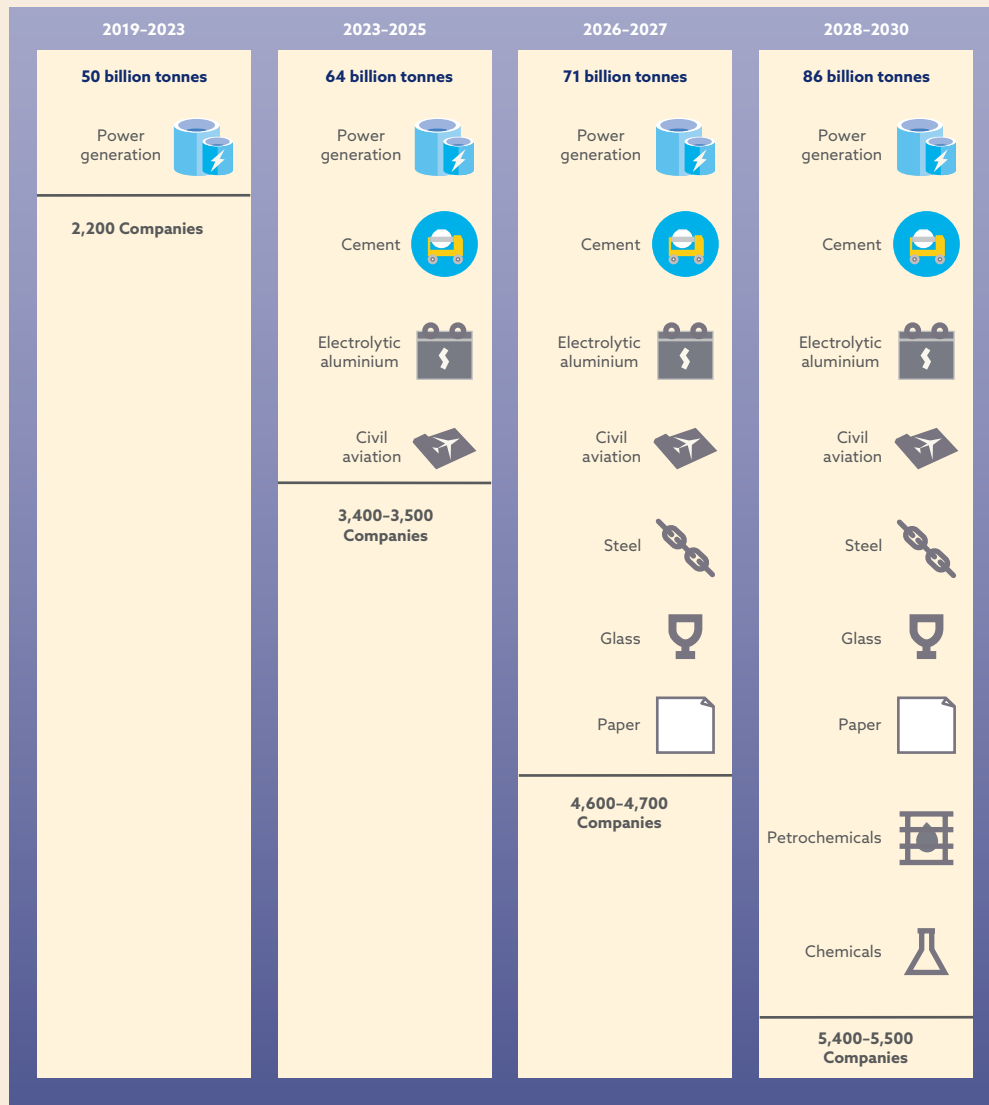 2019–2023
50 billion tonnes
Power
generation
2,200 Companies
2023–2025
64 billion tonnes
Power
generation
Cement
Electrolytic
aluminium
Civil
aviation
3,400–3,500
Companies
2026–2027
71 billion tonnes
Power
generation
Cement
Electrolytic
aluminium
Civil
aviation
Steel
Glass
Paper
4,600–4,700
Companies
2028–2030
86 billion tonnes
Power
generation
Cement
Electrolytic
aluminium
Civil
aviation
Steel
Glass
Paper
Petrochemicals
Chemicals
5,400–5,500
Companies